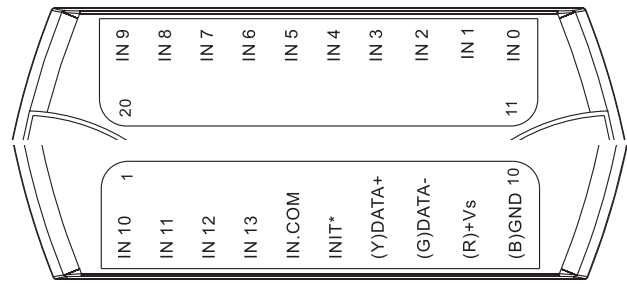 IN 9
IN 8
IN 7
IN 6
IN 5
IN 4
IN 3
IN 2
IN 1
IN 0
20
11
1
IN 10
IN 11
IN 12
IN 13
IN.COM
INIT*
(Y)DATA+
(G)DATA-
(R)+Vs
(B)GND 10